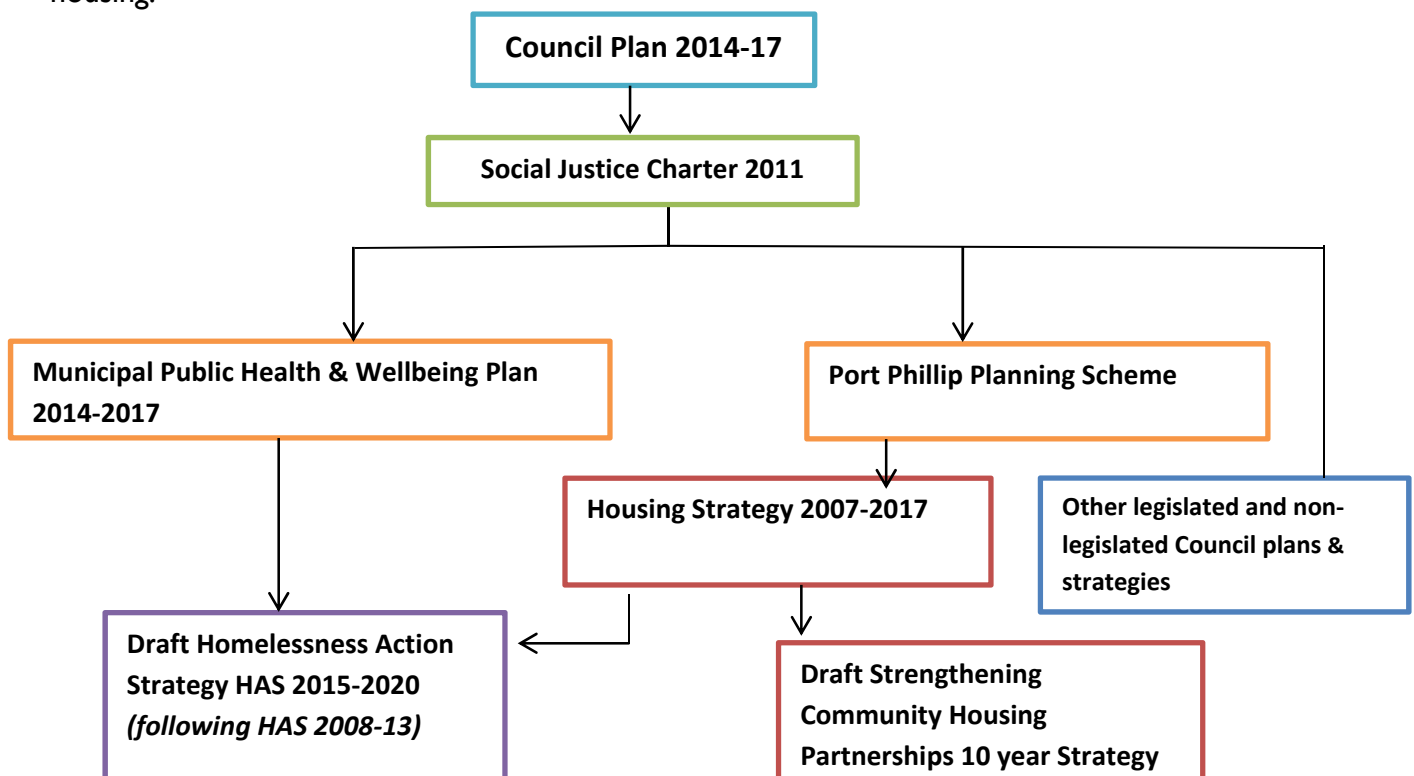 housing.
Council Plan 2014-17
Social Justice Charter 2011
Municipal Public Health & Wellbeing Plan
2014-2017
Port Phillip Planning Scheme
Housing Strategy 2007-2017
Other legislated and non-
legislated Council plans &
strategies
Draft Homelessness Action
Strategy HAS 2015-2020
(following HAS 2008-13)
Draft Strengthening
Community Housing
Partnerships 10 year Strategy